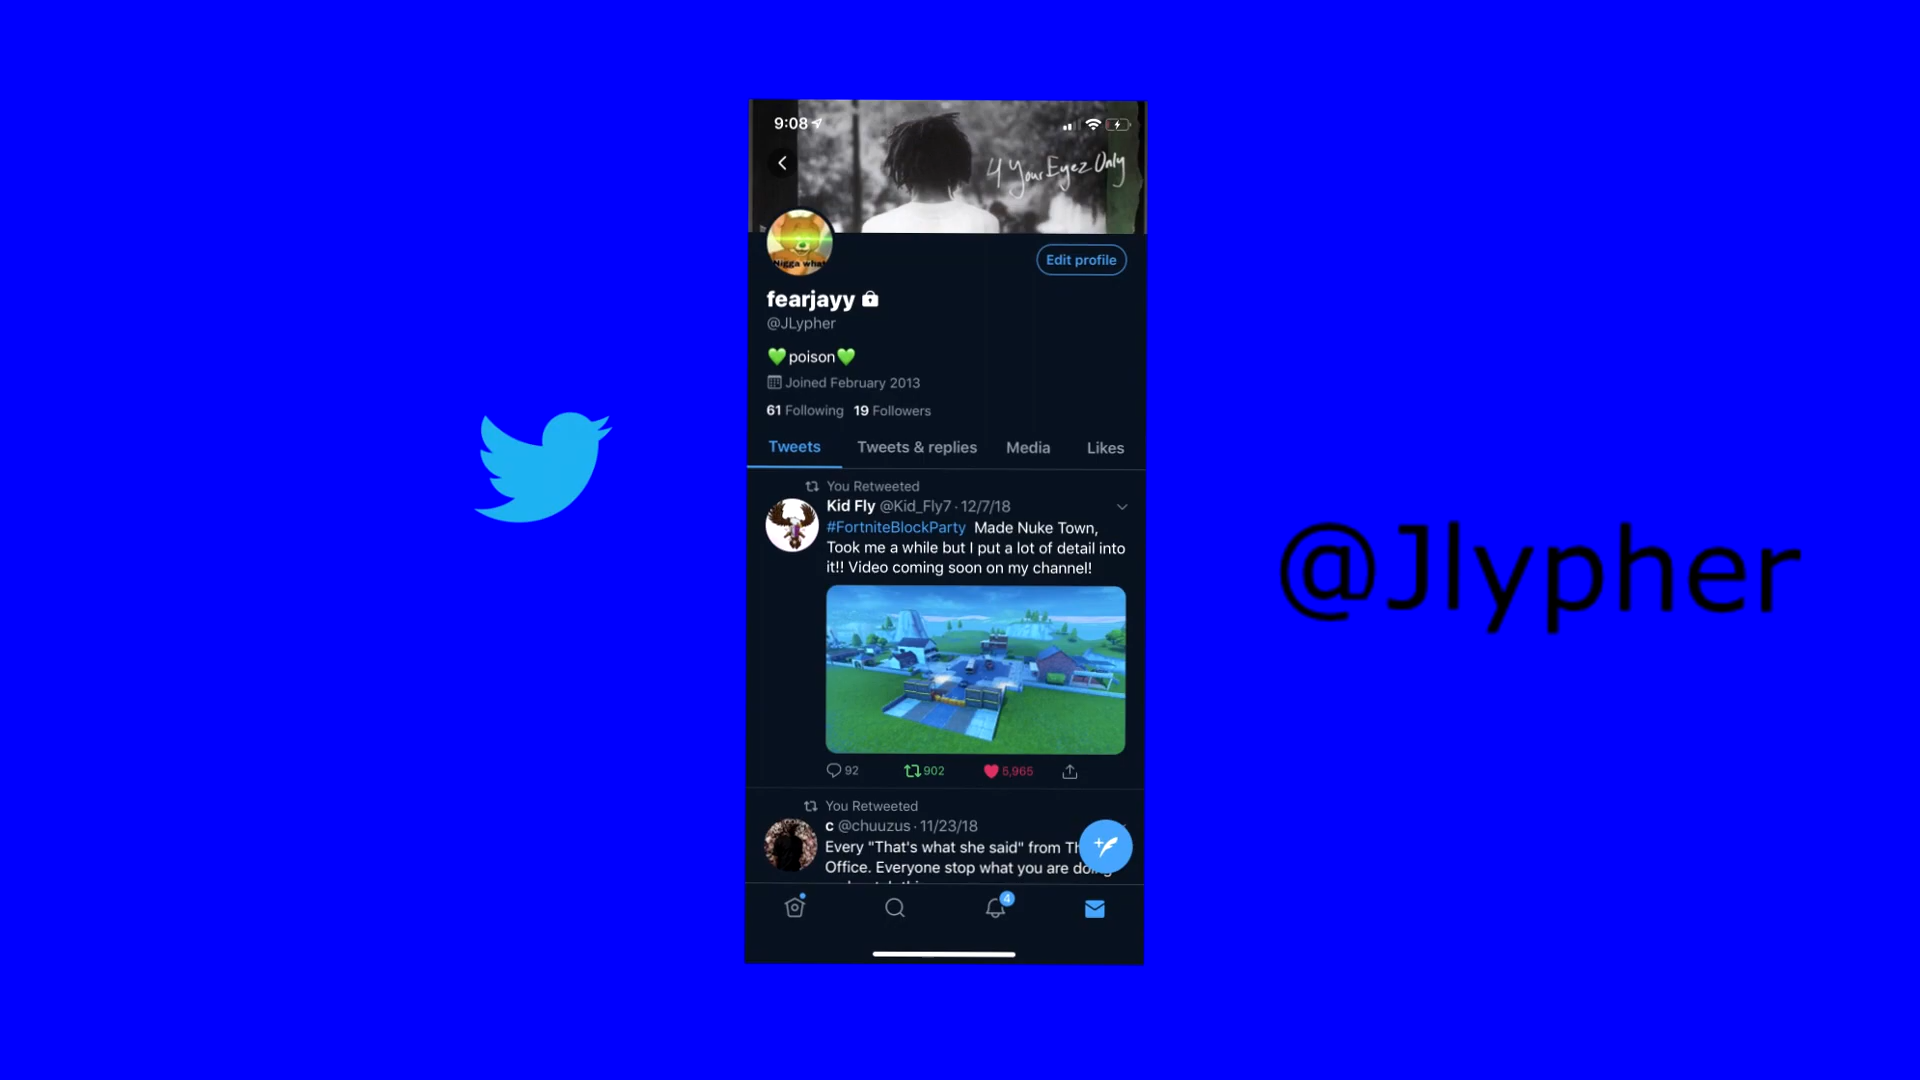 9:08
4 Your Eyez Only
Nigga what
Edit profile
fearjayy
@JLypher
💚poison💚
Joined February 2013
61 Following 19 Followers
Tweets Tweets & replies Media Likes
You Retweeted
Kid Fly @Kid_Fly7 · 12/7/18
#FortniteBlockParty Made Nuke Town,
Took me a while but I put a lot of detail into
it!! Video coming soon on my channel!
92 902 5,965
You Retweeted
c @chuuzus · 11/23/18
Every "That's what she said" from
Office. Everyone stop what you are
4
@Jlypher